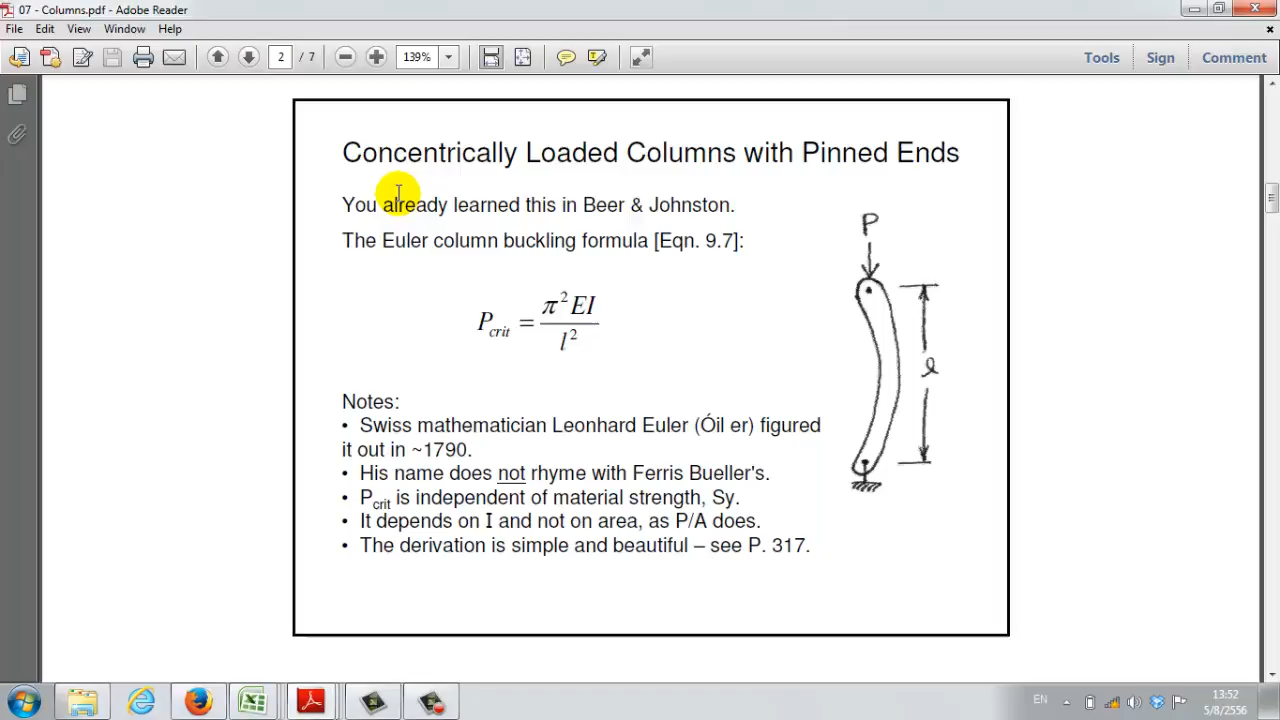 07 - Columns.pdf - Adobe Reader
File Edit View Window Help
2 / 7 139% Tools Sign Comment
Concentrically Loaded Columns with Pinned Ends
You already learned this in Beer & Johnston.
The Euler column buckling formula [Eqn. 9.7]:
P
P_crit = π²EI / l²
l
Notes:
• Swiss mathematician Leonhard Euler (Óil er) figured
it out in ~1790.
• His name does not rhyme with Ferris Bueller's.
• Pcrit is independent of material strength, Sy.
• It depends on I and not on area, as P/A does.
• The derivation is simple and beautiful – see P. 317.
EN
13:52
5/8/2556